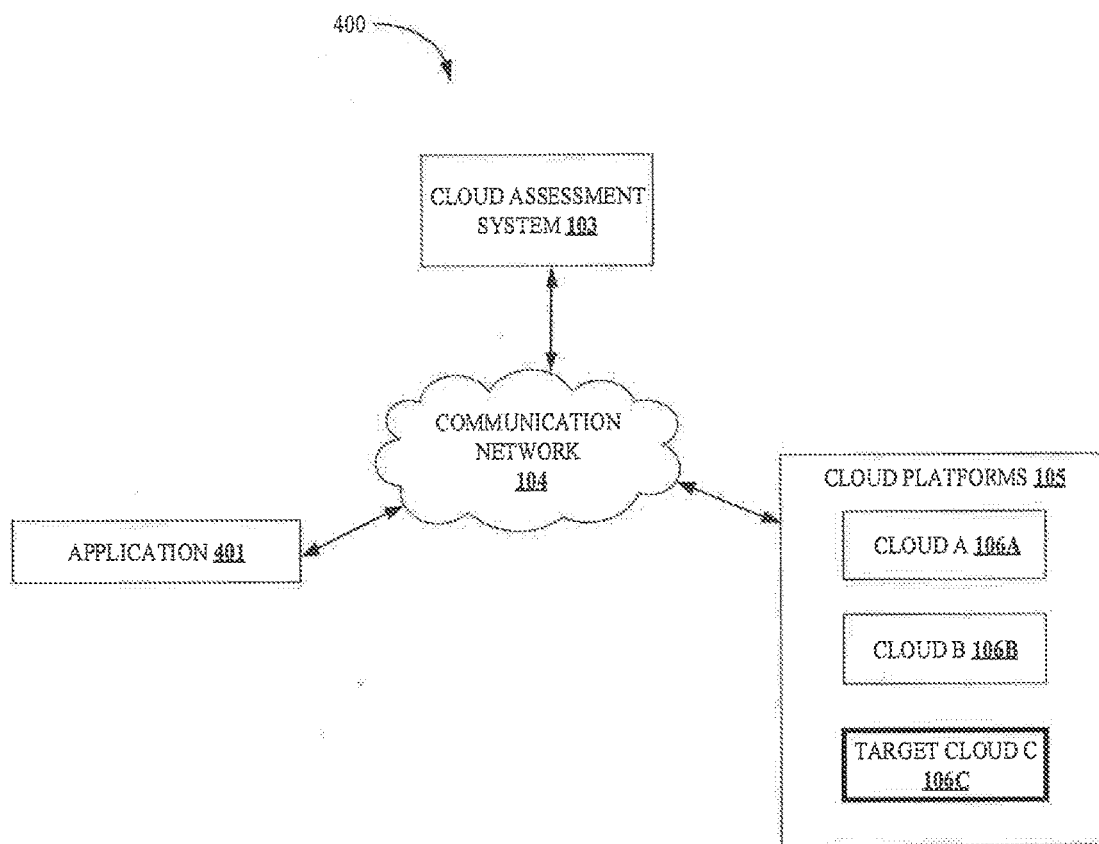 400
CLOUD ASSESSMENT
SYSTEM 103
COMMUNICATION
NETWORK
104
CLOUD PLATFORMS 105
APPLICATION 401
CLOUD A 106A
CLOUD B 106B
TARGET CLOUD C
106C